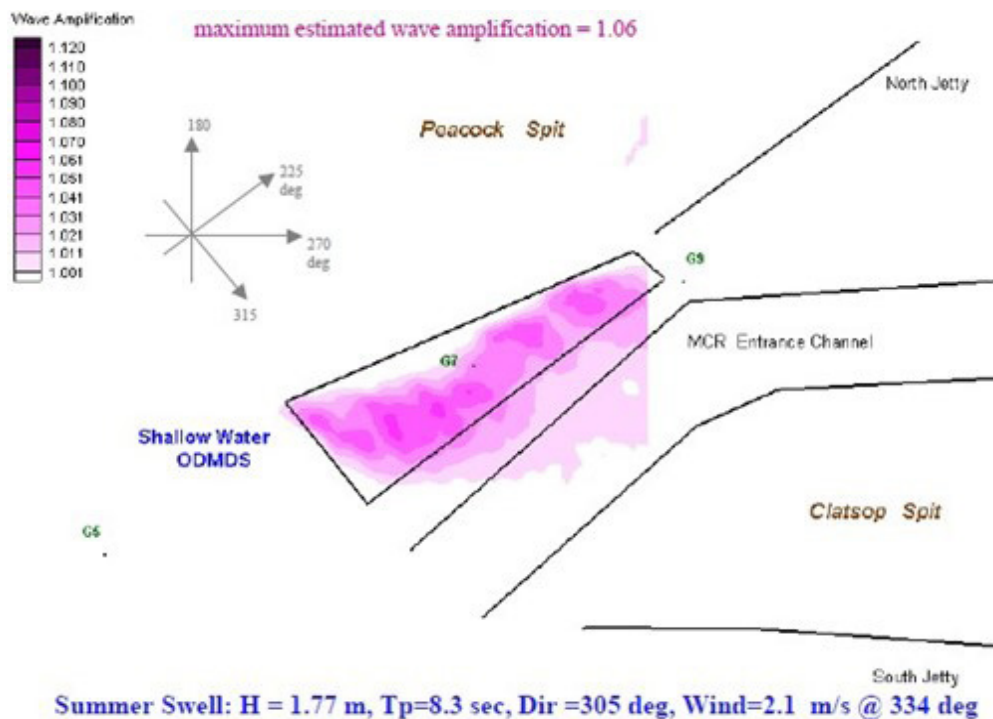 Wave Amplification
maximum estimated wave amplification = 1.06
1.120
1.110
1.100
1.090
1.080
1.070
1.061
1.051
1.041
1.031
1.021
1.011
1.001
180
225
deg
270
deg
315
Peacock Spit
North Jetty
G9
MCR Entrance Channel
G7
Shallow Water
ODMDS
Clatsop Spit
G6
South Jetty
Summer Swell: H = 1.77 m, Tp=8.3 sec, Dir =305 deg, Wind=2.1 m/s @ 334 deg